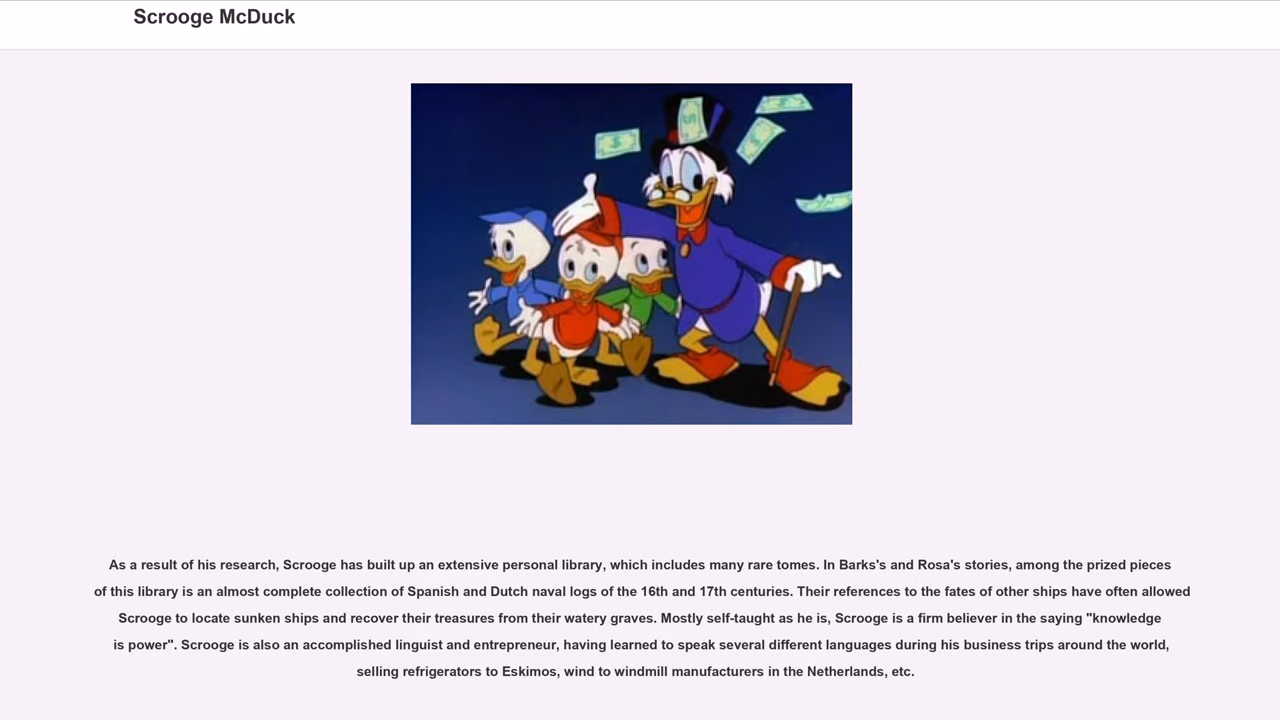 Scrooge McDuck
As a result of his research, Scrooge has built up an extensive personal library, which includes many rare tomes. In Barks's and Rosa's stories, among the prized pieces
of this library is an almost complete collection of Spanish and Dutch naval logs of the 16th and 17th centuries. Their references to the fates of other ships have often allowed
Scrooge to locate sunken ships and recover their treasures from their watery graves. Mostly self-taught as he is, Scrooge is a firm believer in the saying "knowledge
is power". Scrooge is also an accomplished linguist and entrepreneur, having learned to speak several different languages during his business trips around the world,
selling refrigerators to Eskimos, wind to windmill manufacturers in the Netherlands, etc.